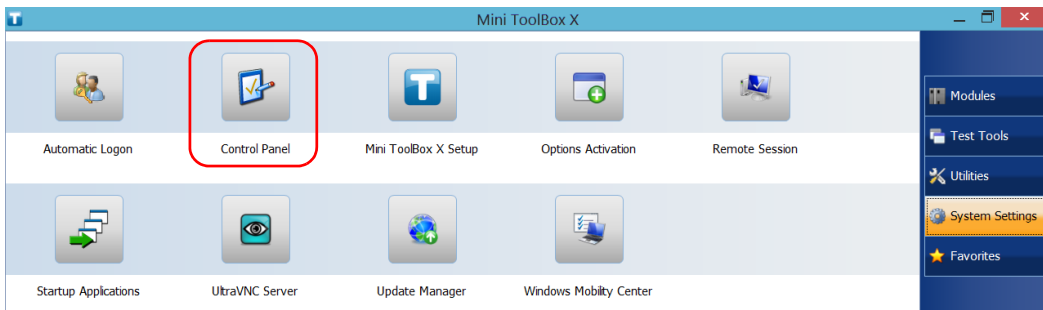 Mini ToolBox X
Automatic Logon
Control Panel
Mini ToolBox X Setup
Options Activation
Remote Session
Startup Applications
UltraVNC Server
Update Manager
Windows Mobility Center
Modules
Test Tools
Utilities
System Settings
Favorites